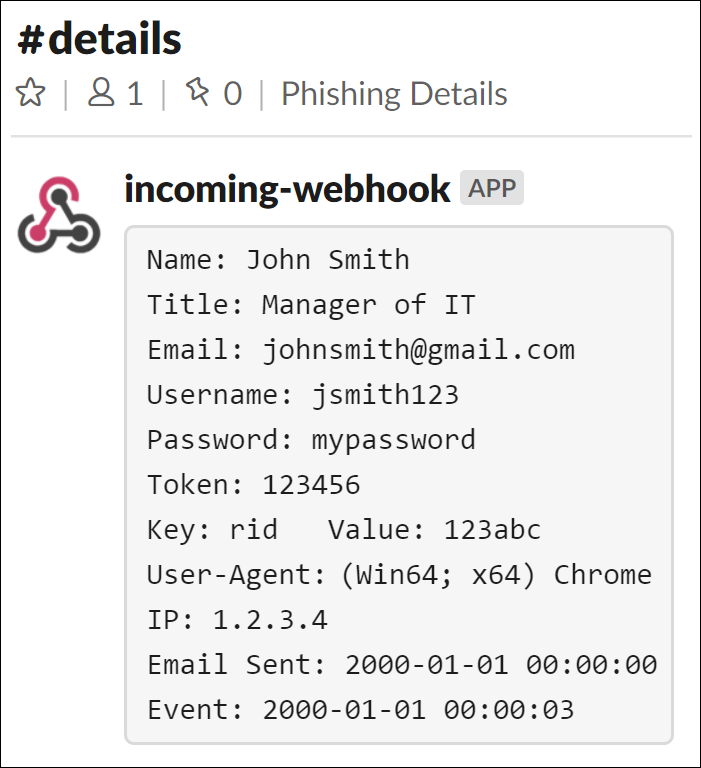 #details
1 | 0 | Phishing Details
incoming-webhook APP
Name: John Smith
Title: Manager of IT
Email: johnsmith@gmail.com
Username: jsmith123
Password: mypassword
Token: 123456
Key: rid   Value: 123abc
User-Agent: (Win64; x64) Chrome
IP: 1.2.3.4
Email Sent: 2000-01-01 00:00:00
Event: 2000-01-01 00:00:03